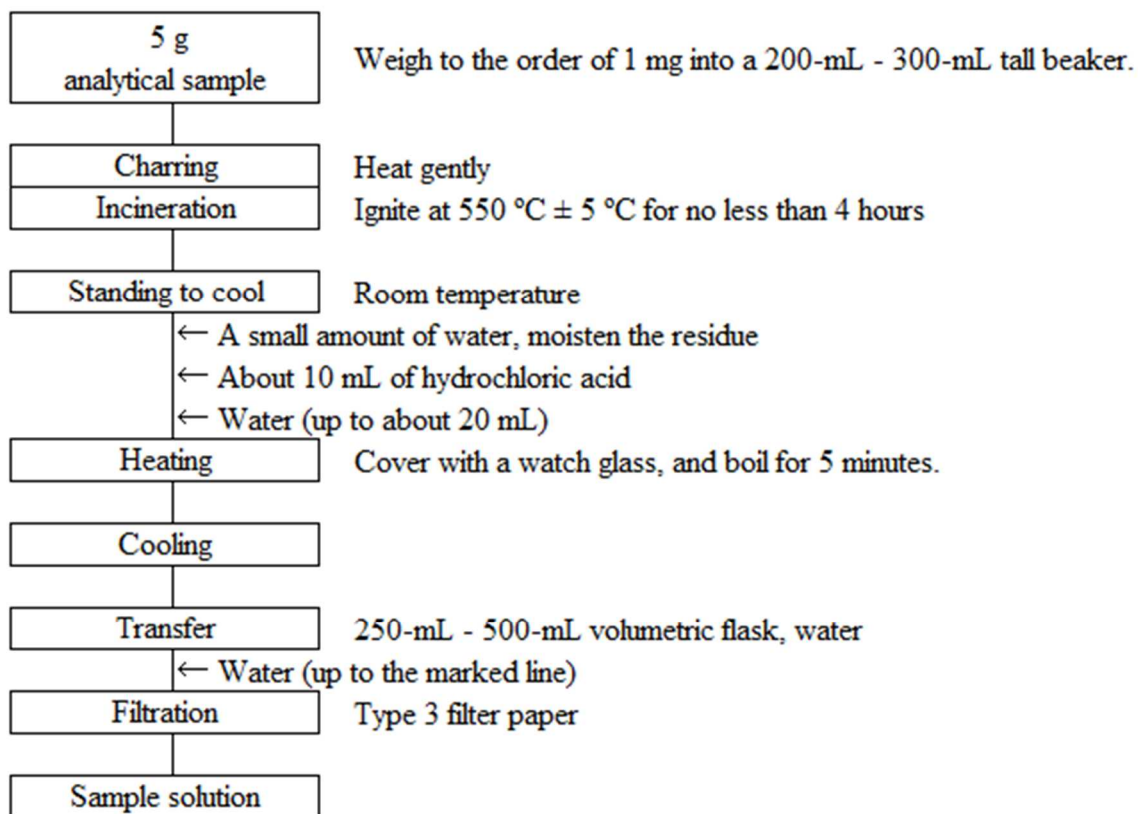 5 g
analytical sample
Weigh to the order of 1 mg into a 200-mL - 300-mL tall beaker.
Charring
Heat gently
Incineration
Ignite at 550 ºC ± 5 ºC for no less than 4 hours
Standing to cool
Room temperature
← A small amount of water, moisten the residue
← About 10 mL of hydrochloric acid
← Water (up to about 20 mL)
Heating
Cover with a watch glass, and boil for 5 minutes.
Cooling
Transfer
250-mL - 500-mL volumetric flask, water
← Water (up to the marked line)
Filtration
Type 3 filter paper
Sample solution